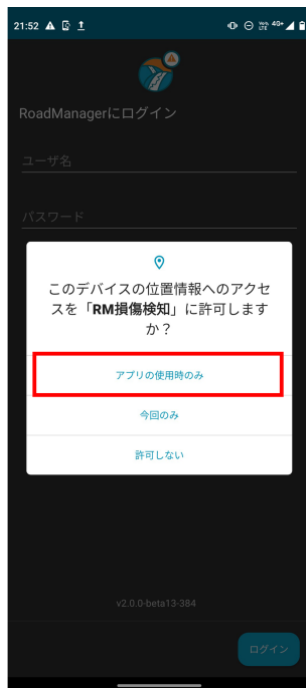 21:52
4G+
RoadManagerにログイン
ユーザ名
パスワード
このデバイスの位置情報へのアクセ
スを「RM損傷検知」に許可します
か？
アプリの使用時のみ
今回のみ
許可しない
v2.0.0-beta13-384
ログイン